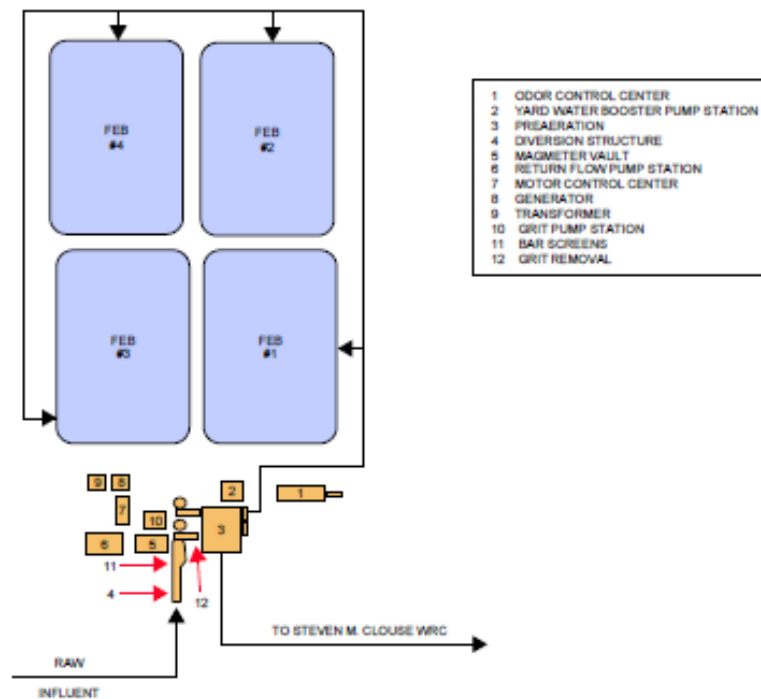 FEB
#4
FEB
#2
FEB
#3
FEB
#1
1 ODOR CONTROL CENTER
2 YARD WATER BOOSTER PUMP STATION
3 PREAERATION
4 DIVERSION STRUCTURE
5 MAGMETER VAULT
6 RETURN FLOW PUMP STATION
7 MOTOR CONTROL CENTER
8 GENERATOR
9 TRANSFORMER
10 GRIT PUMP STATION
11 BAR SCREENS
12 GRIT REMOVAL
9
8
2
1
7
10
3
6
5
11
4
12
TO STEVEN M. CLOUSE WRC
RAW
INFLUENT